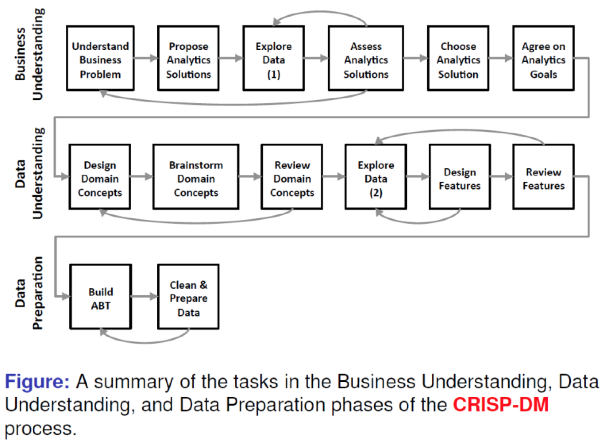 Business
Understanding
Understand
Business
Problem
Propose
Analytics
Solutions
Explore
Data
(1)
Assess
Analytics
Solutions
Choose
Analytics
Solution
Agree on
Analytics
Goals
Data
Understanding
Design
Domain
Concepts
Brainstorm
Domain
Concepts
Review
Domain
Concepts
Explore
Data
(2)
Design
Features
Review
Features
Data
Preparation
Build
ABT
Clean &
Prepare
Data
Figure: A summary of the tasks in the Business Understanding, Data
Understanding, and Data Preparation phases of the CRISP-DM
process.